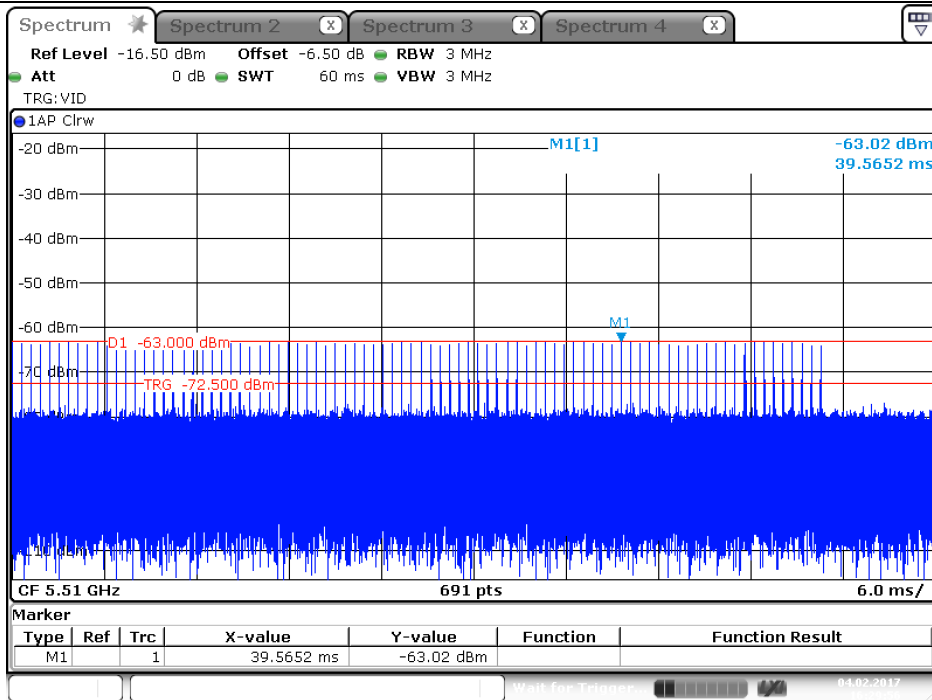 Spectrum Spectrum 2 X Spectrum 3 X Spectrum 4 X
Ref Level -16.50 dBm Offset -6.50 dB RBW 3 MHz
Att 0 dB SWT 60 ms VBW 3 MHz
TRG:VID
1AP Clrw
-20 dBm M1[1] -63.02 dBm
39.5652 ms
-30 dBm
-40 dBm
-50 dBm
-60 dBm M1
D1 -63.000 dBm
-70 dBm
TRG -72.500 dBm
CF 5.51 GHz 691 pts 6.0 ms/
Marker
Type Ref Trc X-value Y-value Function Function Result
M1 1 39.5652 ms -63.02 dBm
Wait for Trigger... 04.02.2017